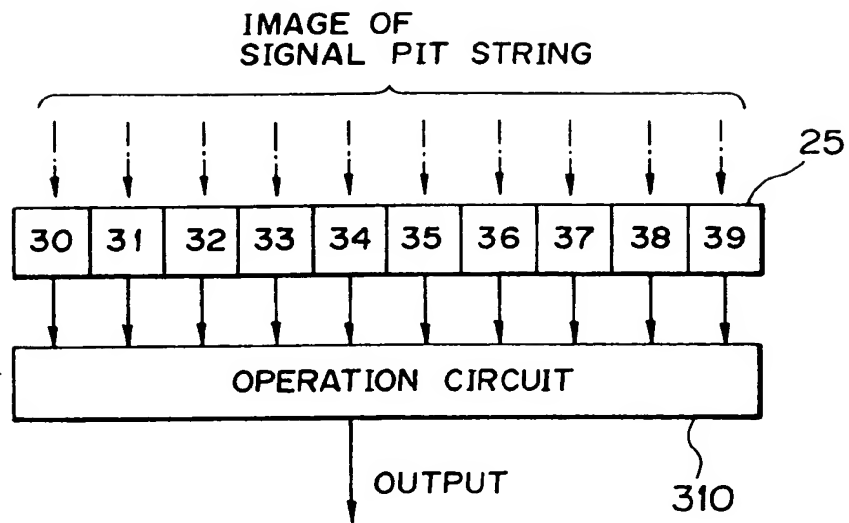 IMAGE OF
SIGNAL PIT STRING
25
30 31 32 33 34 35 36 37 38 39
OPERATION CIRCUIT
OUTPUT
310